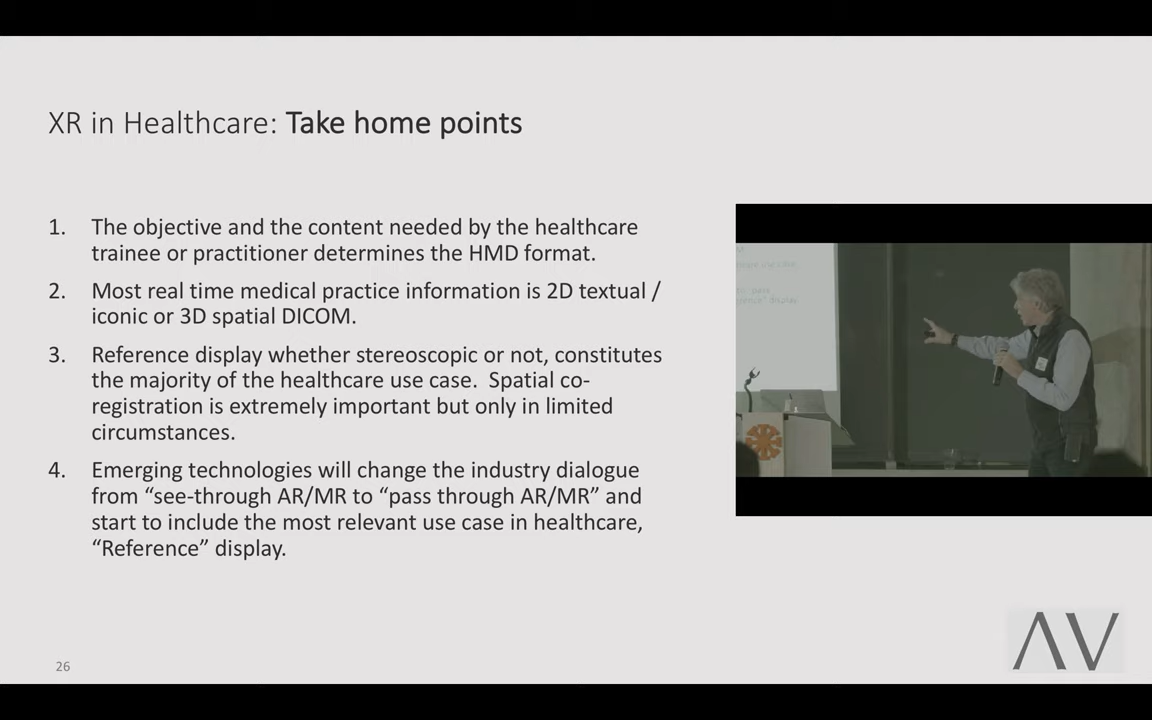 XR in Healthcare: Take home points
1. The objective and the content needed by the healthcare
trainee or practitioner determines the HMD format.
2. Most real time medical practice information is 2D textual /
iconic or 3D spatial DICOM.
3. Reference display whether stereoscopic or not, constitutes
the majority of the healthcare use case.  Spatial co-
registration is extremely important but only in limited
circumstances.
4. Emerging technologies will change the industry dialogue
from “see-through AR/MR to “pass through AR/MR” and
start to include the most relevant use case in healthcare,
“Reference” display.
26